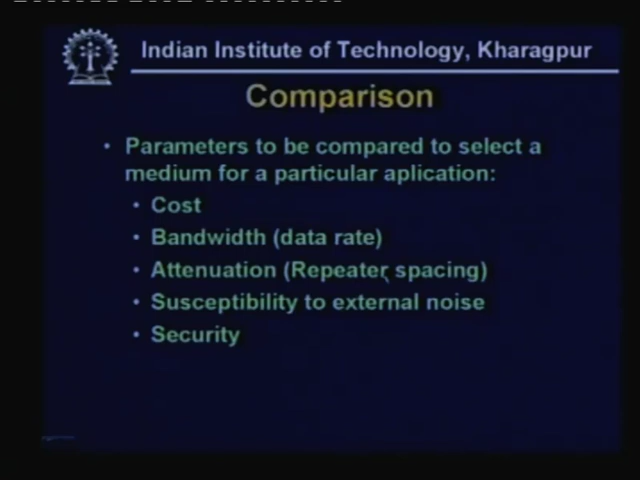 Indian Institute of Technology, Kharagpur
Comparison
• Parameters to be compared to select a
medium for a particular aplication:
• Cost
• Bandwidth (data rate)
• Attenuation (Repeater spacing)
• Susceptibility to external noise
• Security